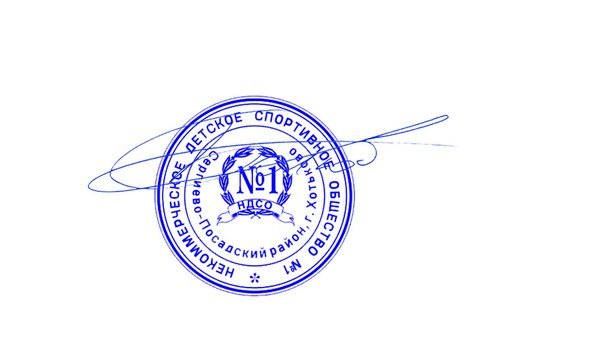 НЕКОММЕРЧЕСКОЕ ДЕТСКОЕ СПОРТИВНОЕ ОБЩЕСТВО №1
Сергиево-Посадский район, г. Хотьково
№1
НДСО